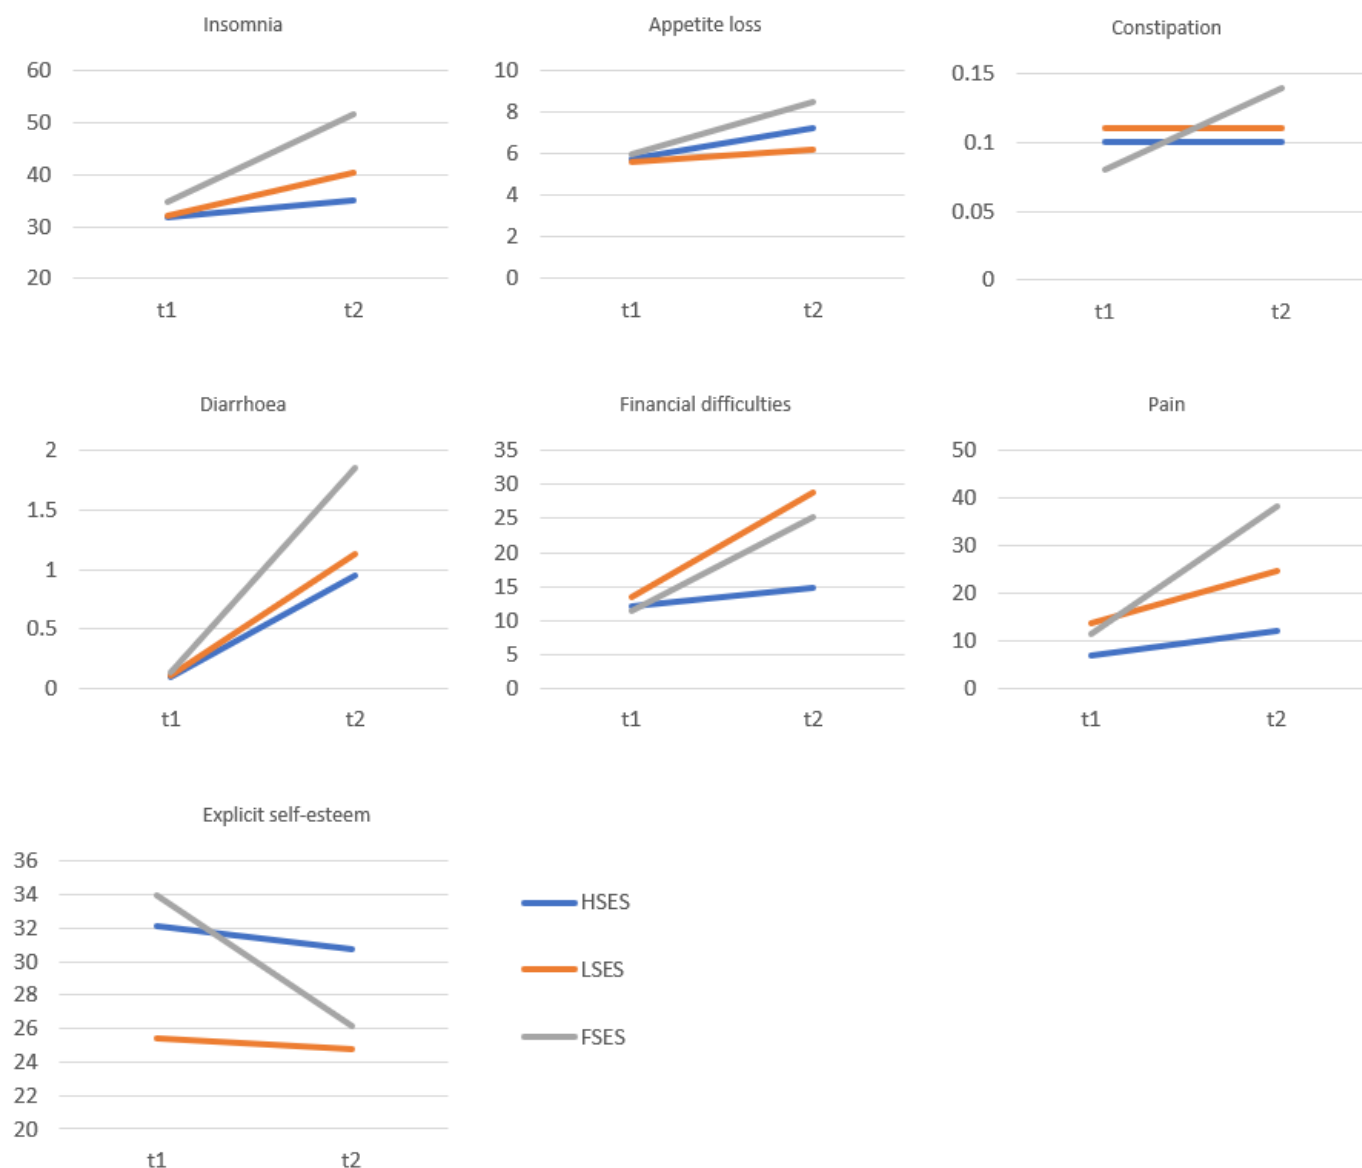 Insomnia
60
50
40
30
20
t1 t2
Appetite loss
10
8
6
4
2
0
t1 t2
Constipation
0.15
0.1
0.05
0
t1 t2
Diarrhoea
2
1.5
1
0.5
0
t1 t2
Financial difficulties
35
30
25
20
15
10
5
0
t1 t2
Pain
50
40
30
20
10
0
t1 t2
Explicit self-esteem
36
34
32
30
28
26
24
22
20
t1 t2
HSES
LSES
FSES